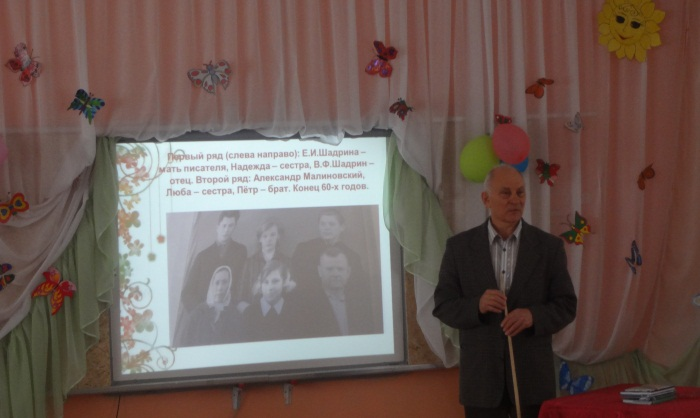 Первый ряд (слева направо): Е.И.Шадрина –
мать писателя, Надежда – сестра, В.Ф.Шадрин –
отец. Второй ряд: Александр Малиновский,
Люба – сестра, Пётр – брат. Конец 60-х годов.